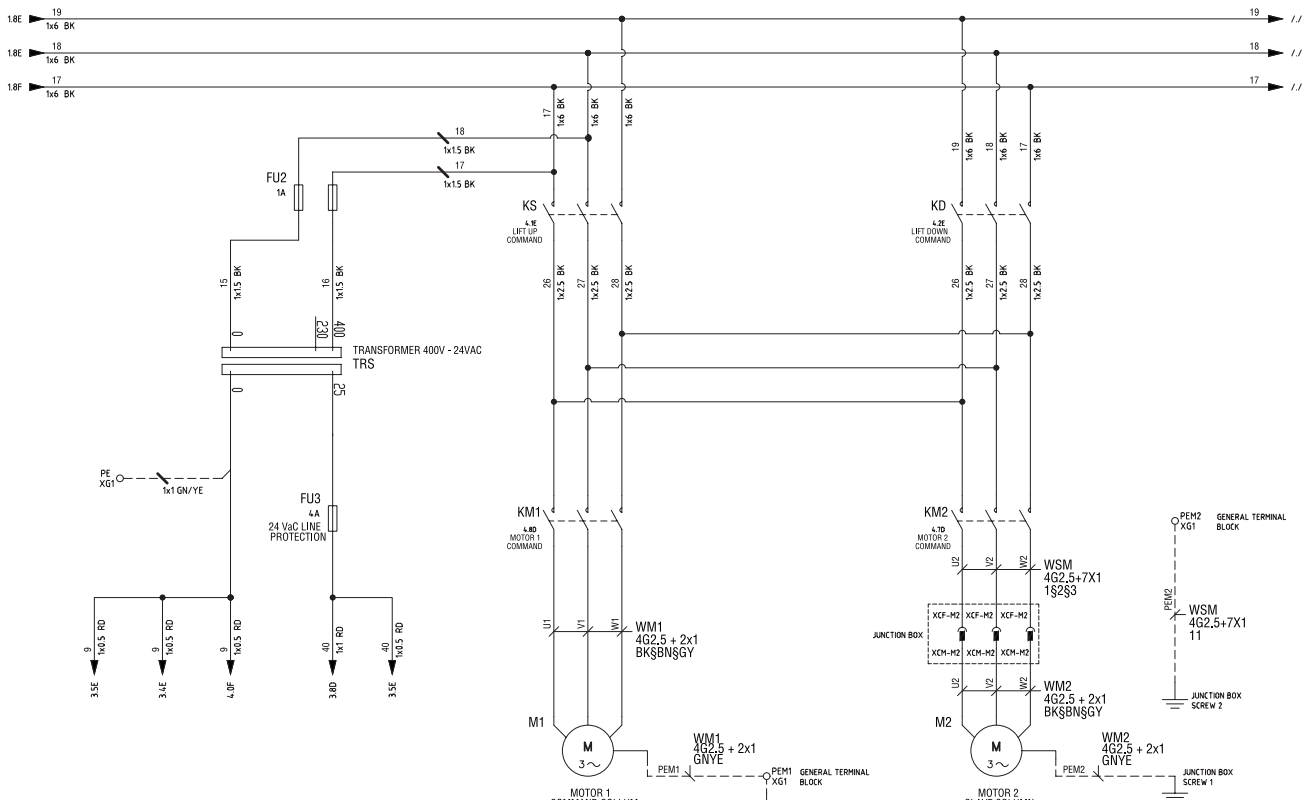 1.8E
19
1x6 BK
19
/./
1.8E
18
1x6 BK
18
/./
1.8F
17
1x6 BK
17
/./
17
1x6 BK
1x6 BK
1x6 BK
19
1x6 BK
18
1x6 BK
17
1x6 BK
18
1x1.5 BK
17
1x1.5 BK
FU2
1A
KS
4.1E
LIFT UP
COMMAND
KD
4.2E
LIFT DOWN
COMMAND
15
1x1.5 BK
16
1x1.5 BK
26
1x2.5 BK
27
1x2.5 BK
28
1x2.5 BK
26
1x2.5 BK
27
1x2.5 BK
28
1x2.5 BK
0
230
400
TRANSFORMER 400V - 24VAC
TRS
0
25
PE
XG1
1x1 GN/YE
FU3
4A
24 VaC LINE
PROTECTION
KM1
4.8D
MOTOR 1
COMMAND
KM2
4.7D
MOTOR 2
COMMAND
PEM2
XG1
GENERAL TERMINAL
BLOCK
U2
V2
W2
WSM
4G2.5+7X1
1§2§3
PEM2
WSM
4G2.5+7X1
11
9
1x0.5 RD
9
1x0.5 RD
9
1x0.5 RD
40
1x1 RD
40
1x0.5 RD
3.5E
3.4E
4.0F
3.8D
3.5E
U1
V1
W1
WM1
4G2.5 + 2x1
BK§BN§GY
JUNCTION BOX
XCF-M2
XCF-M2
XCF-M2
XCM-M2
XCM-M2
XCM-M2
U2
V2
W2
WM2
4G2.5 + 2x1
BK§BN§GY
JUNCTION BOX
SCREW 2
M1
M
3~
WM1
4G2.5 + 2x1
GNYE
PEM1
PEM1
XG1
GENERAL TERMINAL
BLOCK
MOTOR 1
M2
M
3~
WM2
4G2.5 + 2x1
GNYE
PEM2
JUNCTION BOX
SCREW 1
MOTOR 2